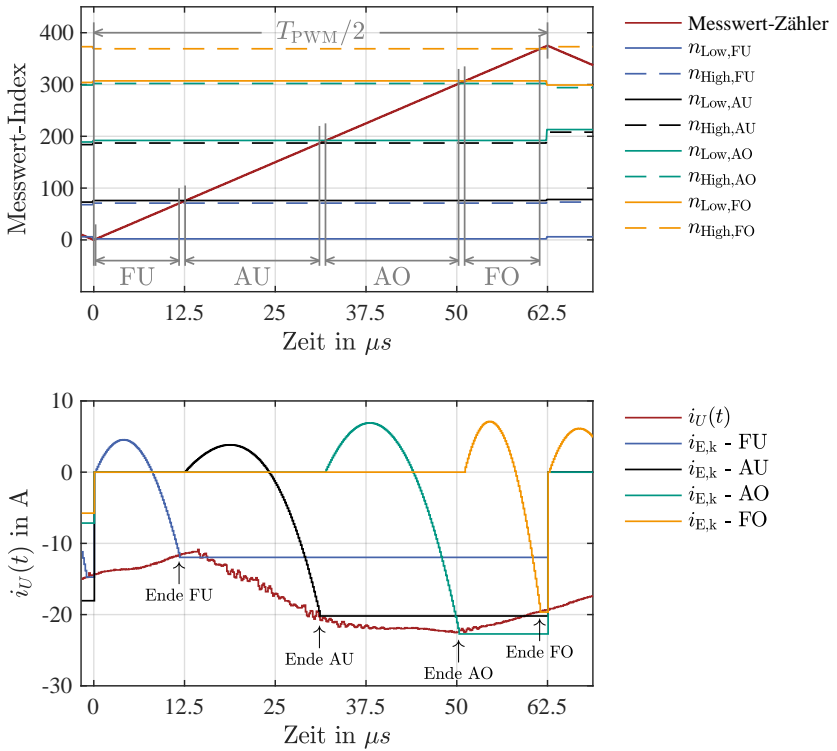 400
300
200
100
0
Messwert-Index
T_PWM/2
FU
AU
AO
FO
0
12.5
25
37.5
50
62.5
Zeit in μs
Messwert-Zähler
n_Low,FU
n_High,FU
n_Low,AU
n_High,AU
n_Low,AO
n_High,AO
n_Low,FO
n_High,FO
10
0
-10
-20
-30
i_U(t) in A
Ende FU
Ende AU
Ende AO
Ende FO
0
12.5
25
37.5
50
62.5
Zeit in μs
i_U(t)
i_E,k - FU
i_E,k - AU
i_E,k - AO
i_E,k - FO